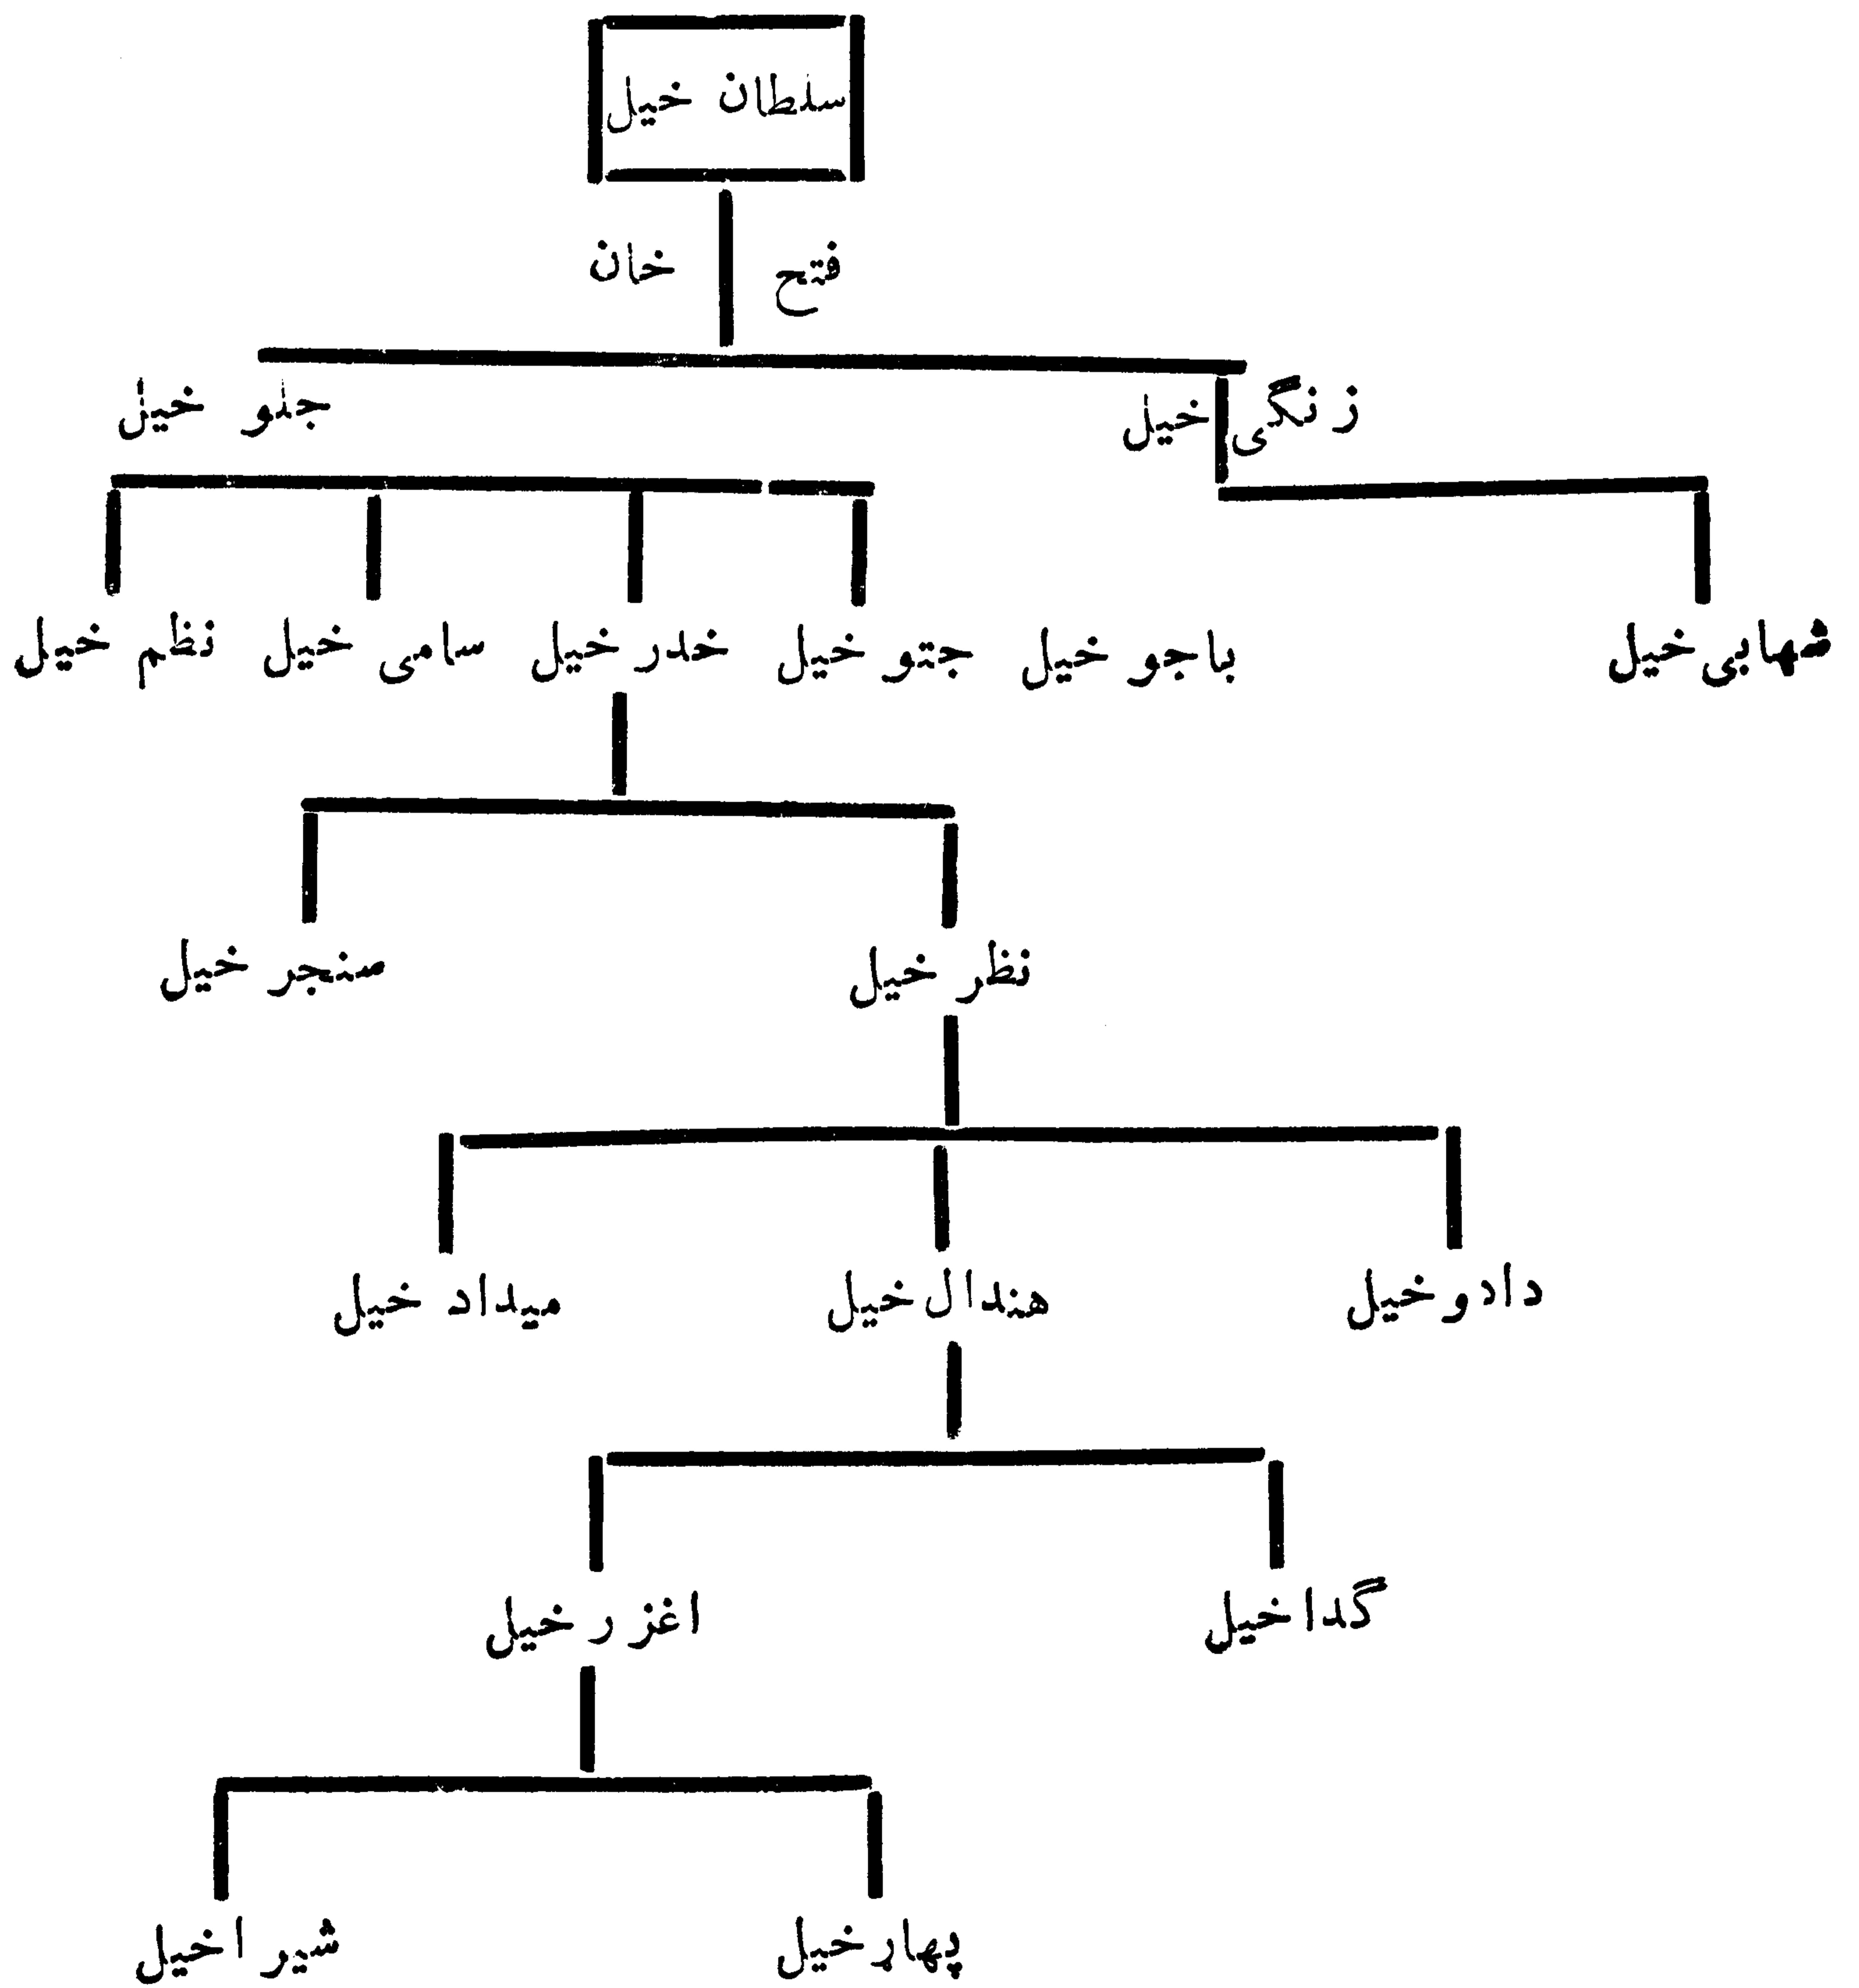 سلطان خیل
فتح خان
زنگی خیل جلو خیل
شهابی خیل باجو خیل جتو خیل خدر خیل سامی خیل نظم خیل
نظر خیل صنجر خیل
دادو خیل هندال خیل میداد خیل
گدا خیل اغزر خیل
پهاړ خیل شیرا خیل